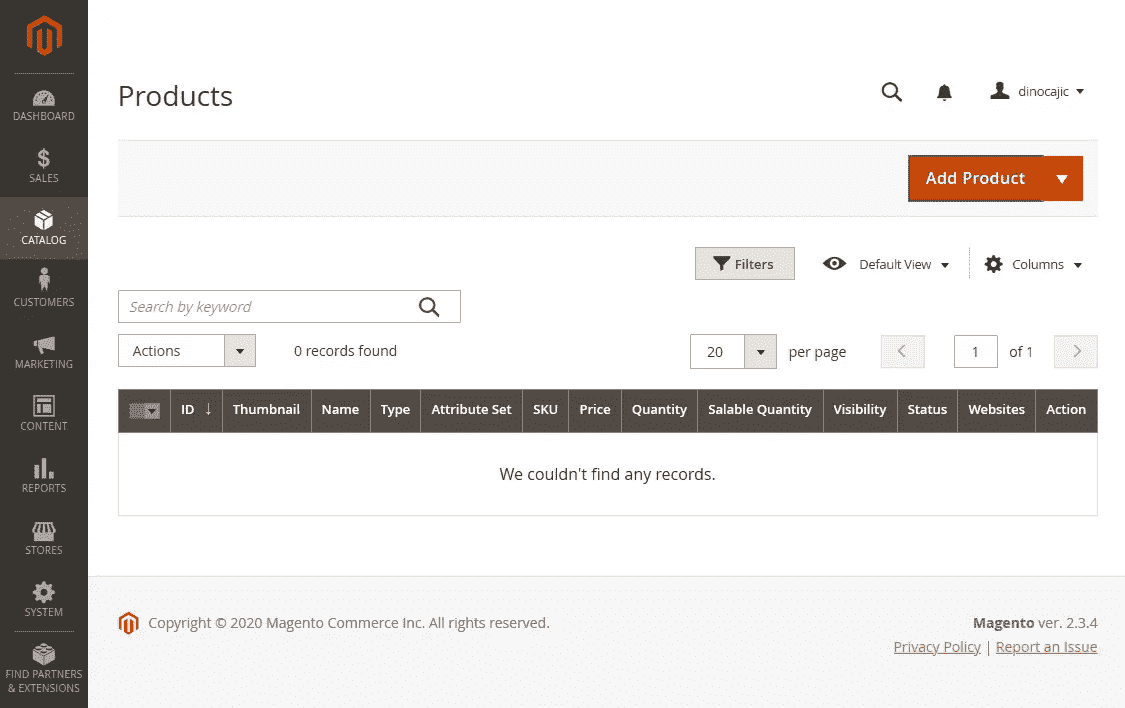 DASHBOARD
SALES
CATALOG
CUSTOMERS
MARKETING
CONTENT
REPORTS
STORES
SYSTEM
FIND PARTNERS
& EXTENSIONS
Products
dinocajic
Add Product
Filters
Default View
Columns
Search by keyword
Actions
0 records found
20
per page
1
of 1
ID ↓ Thumbnail Name Type Attribute Set SKU Price Quantity Salable Quantity Visibility Status Websites Action
We couldn't find any records.
Copyright © 2020 Magento Commerce Inc. All rights reserved.
Magento ver. 2.3.4
Privacy Policy | Report an Issue